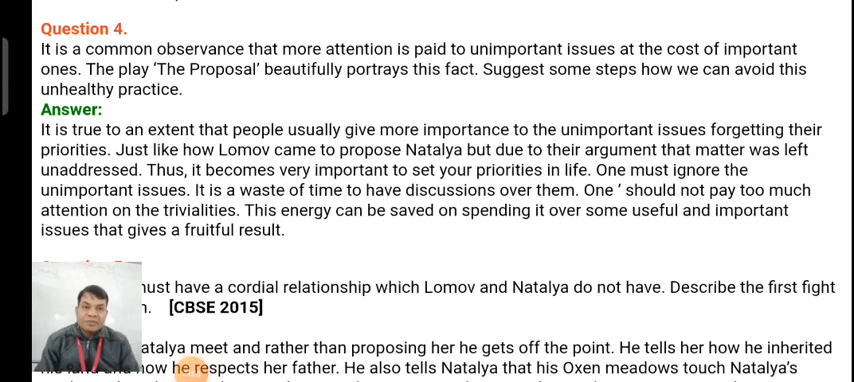 Question 4.
It is a common observance that more attention is paid to unimportant issues at the cost of important
ones. The play ‘The Proposal’ beautifully portrays this fact. Suggest some steps how we can avoid this
unhealthy practice.
Answer:
It is true to an extent that people usually give more importance to the unimportant issues forgetting their
priorities. Just like how Lomov came to propose Natalya but due to their argument that matter was left
unaddressed. Thus, it becomes very important to set your priorities in life. One must ignore the
unimportant issues. It is a waste of time to have discussions over them. One ’ should not pay too much
attention on the trivialities. This energy can be saved on spending it over some useful and important
issues that gives a fruitful result.
have a cordial relationship which Lomov and Natalya do not have. Describe the first fight
[CBSE 2015]
meet and rather than proposing her he gets off the point. He tells her how he inherited
how he respects her father. He also tells Natalya that his Oxen meadows touch Natalya’s